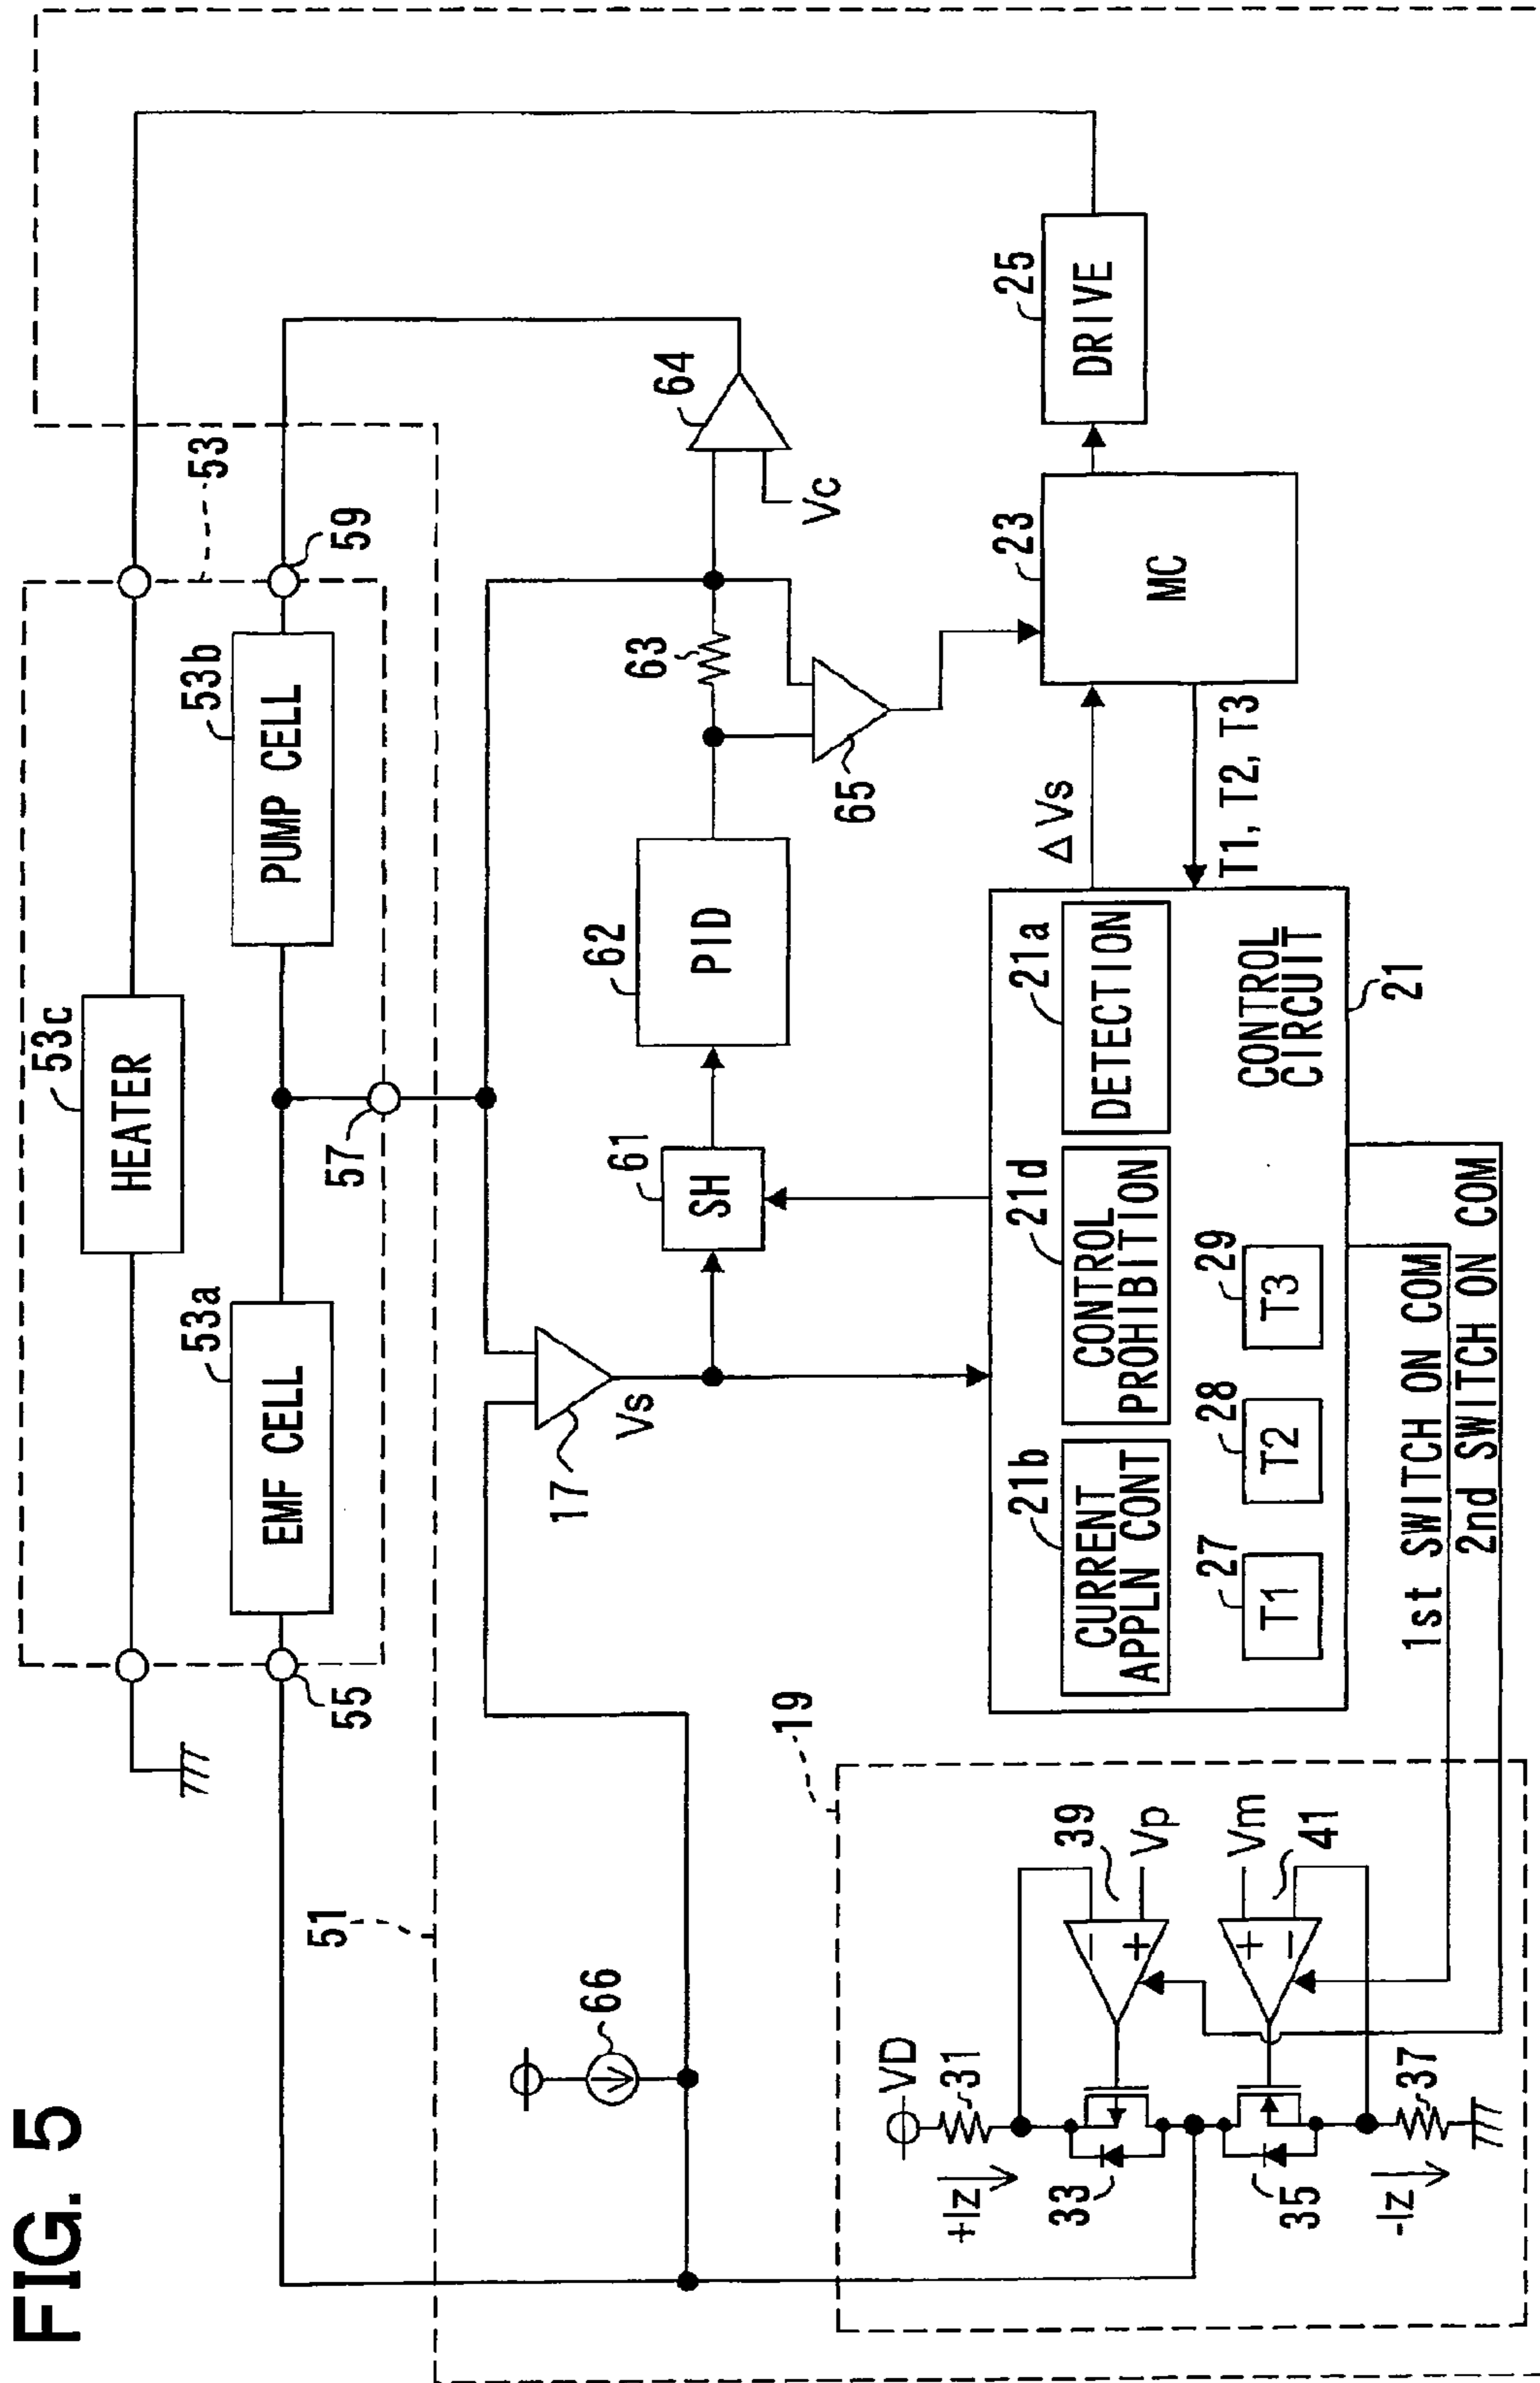 FIG. 5
53c
HEATER
53
53a
EMF CELL
53b
PUMP CELL
55
57
59
51
66
17
Vs
61
SH
62
PID
63
64
Vc
65
19
VD
31
+Iz
33
39
Vp
Vm
41
35
37
-Iz
21b
CURRENT
APPLN CONT
21d
CONTROL
PROHIBITION
21a
DETECTION
27
T1
28
T2
29
T3
CONTROL
CIRCUIT
21
ΔVs
T1, T2, T3
23
MC
25
DRIVE
1st SWITCH ON COM
2nd SWITCH ON COM